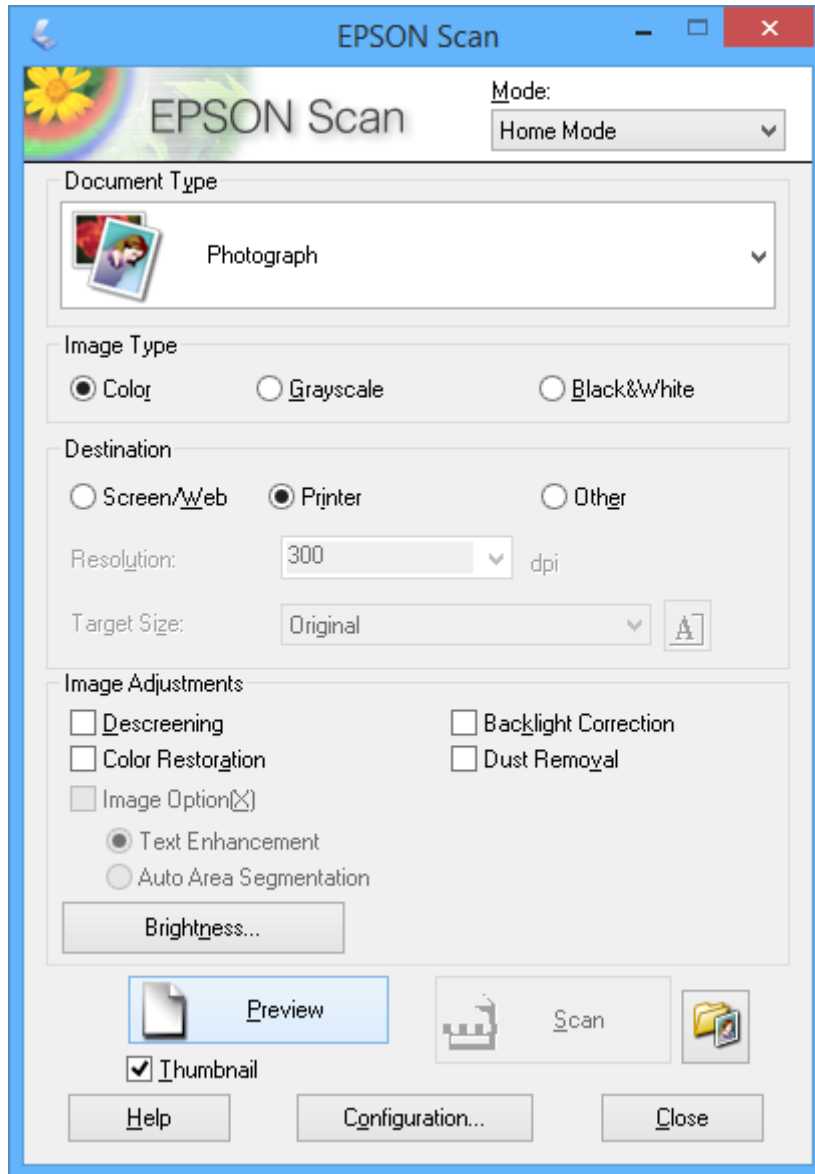 EPSON Scan
EPSON Scan
Mode:
Home Mode
Document Type
Photograph
Image Type
Color Grayscale Black&White
Destination
Screen/Web Printer Other
Resolution: 300 dpi
Target Size: Original A
Image Adjustments
Descreening Backlight Correction
Color Restoration Dust Removal
Image Option(X)
Text Enhancement
Auto Area Segmentation
Brightness...
Preview Scan
Thumbnail
Help Configuration... Close